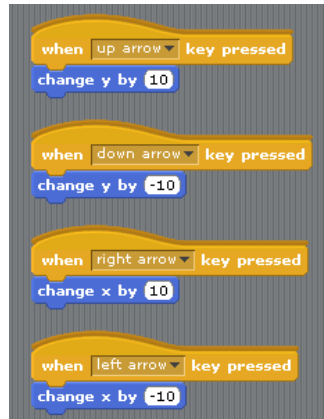 when up arrow key pressed
change y by 10
when down arrow key pressed
change y by -10
when right arrow key pressed
change x by 10
when left arrow key pressed
change x by -10